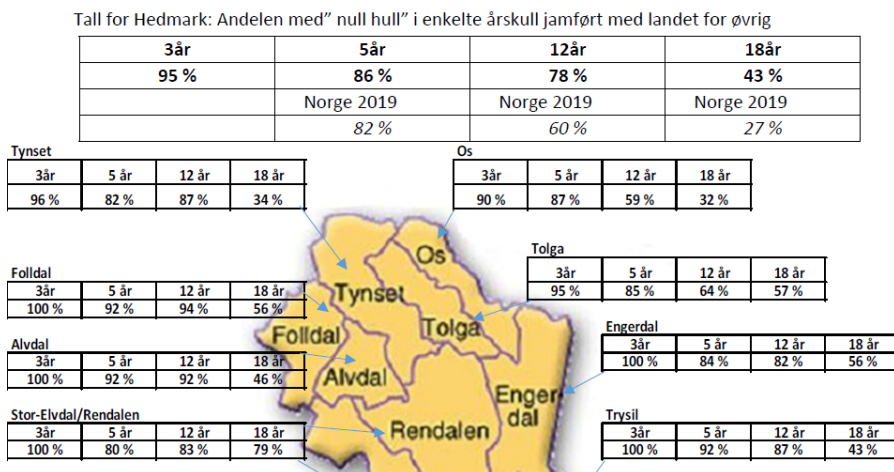 Tall for Hedmark: Andelen med” null hull” i enkelte årskull jamført med landet for øvrig
3år 5år 12år 18år
95 % 86 % 78 % 43 %
Norge 2019 Norge 2019 Norge 2019
82 % 60 % 27 %
Tynset
3år 5 år 12 år 18 år
96 % 82 % 87 % 34 %
Os
3år 5 år 12 år 18 år
90 % 87 % 59 % 32 %
Tolga
3år 5 år 12 år 18 år
95 % 85 % 64 % 57 %
Folldal
3år 5 år 12 år 18 år
100 % 92 % 94 % 56 %
Engerdal
3år 5 år 12 år 18 år
100 % 84 % 82 % 56 %
Alvdal
3år 5 år 12 år 18 år
100 % 92 % 92 % 46 %
Stor-Elvdal/Rendalen
3år 5 år 12 år 18 år
100 % 80 % 83 % 79 %
Trysil
3år 5 år 12 år 18 år
100 % 92 % 87 % 43 %
Os
Tynset
Tolga
Folldal
Alvdal
Enger
dal
Rendalen